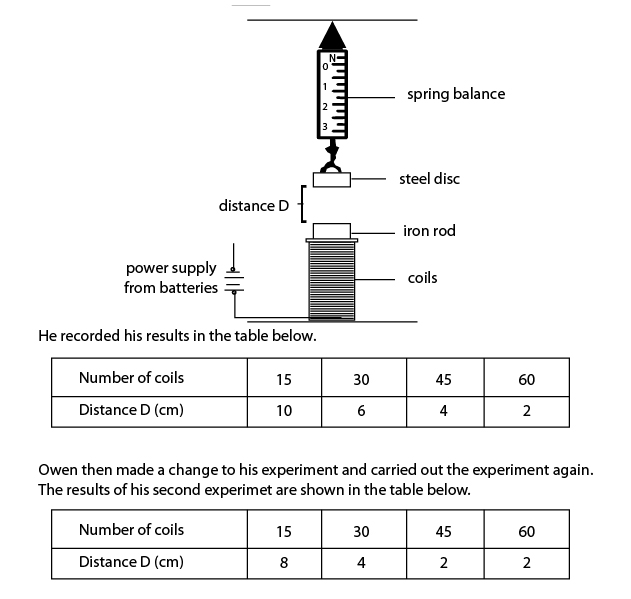 N
0
1
2
3
spring balance
steel disc
distance D
iron rod
power supply
from batteries
coils
He recorded his results in the table below.
Number of coils 15 30 45 60
Distance D (cm) 10 6 4 2
Owen then made a change to his experiment and carried out the experiment again.
The results of his second experimet are shown in the table below.
Number of coils 15 30 45 60
Distance D (cm) 8 4 2 2